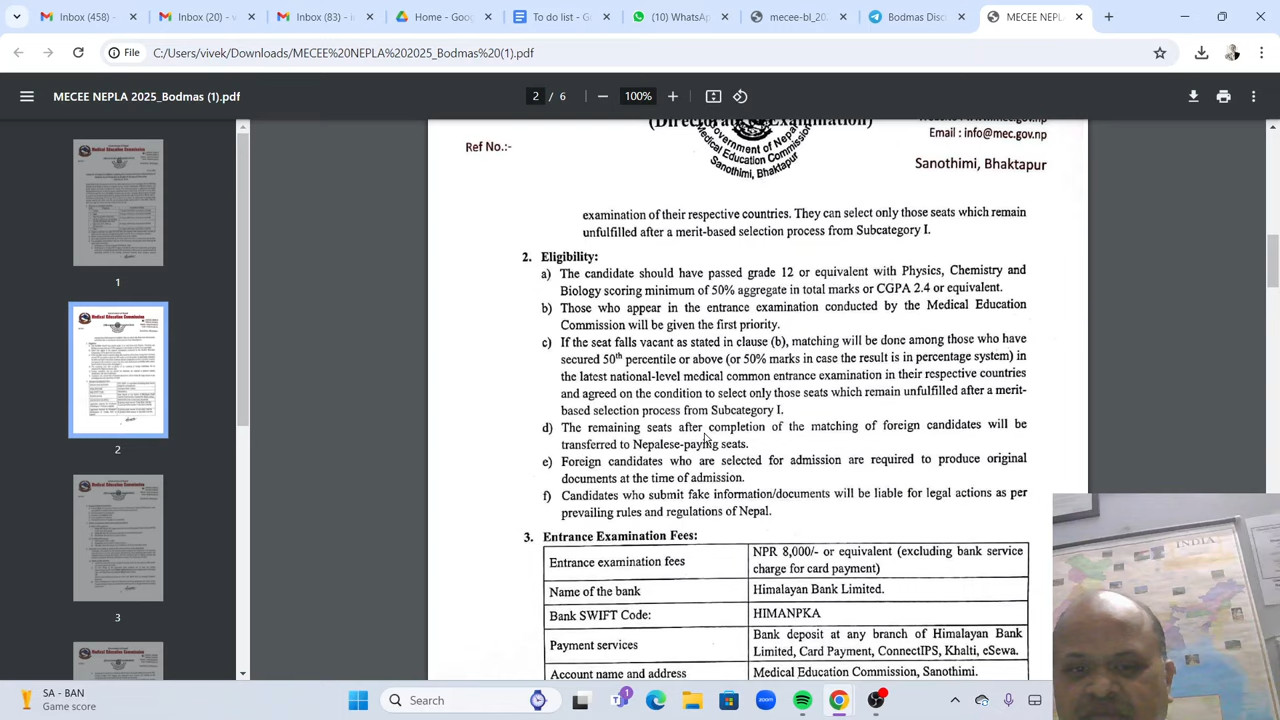 Inbox (458) -
Inbox (20) - v
Inbox (83) - i
Home - Googl
To do list - G
(10) WhatsAp
mecee-bl_20
Bodmas Disc
MECEE NEPL
File
C:/Users/vivek/Downloads/MECEE%20NEPLA%202025_Bodmas%20(1).pdf
MECEE NEPLA 2025_Bodmas (1).pdf
2 / 6
100%
Ref No.:-
Government of Nepal
Medical Education Commission
Sanothimi, Bhaktapur
Email : info@mec.gov.np
Sanothimi, Bhaktapur
examination of their respective countries. They can select only those seats which remain
unfulfilled after a merit-based selection process from Subcategory I.
2. Eligibility:
a) The candidate should have passed grade 12 or equivalent with Physics, Chemistry and
Biology scoring minimum of 50% aggregate in total marks or CGPA 2.4 or equivalent.
b) Those who appear in the entrance examination conducted by the Medical Education
Commission will be given the first priority.
c) If the seat falls vacant as stated in clause (b), matching will be done among those who have
secured 50th percentile or above (or 50% marks in case the result is in percentage system) in
the latest national-level medical common entrance examination in their respective countries
and agreed on the condition to select only those seats which remain unfulfilled after a merit-
based selection process from Subcategory I.
d) The remaining seats after completion of the matching of foreign candidates will be
transferred to Nepalese-paying seats.
e) Foreign candidates who are selected for admission are required to produce original
documents at the time of admission.
f) Candidates who submit fake information/documents will be liable for legal actions as per
prevailing rules and regulations of Nepal.
3. Entrance Examination Fees:
Entrance examination fees
NPR 8,000/- or equivalent (excluding bank service
charge for card payment)
Name of the bank
Himalayan Bank Limited.
Bank SWIFT Code:
HIMANPKA
Payment services
Bank deposit at any branch of Himalayan Bank
Limited, Card Payment, ConnectIPS, Khalti, eSewa.
Account name and address
Medical Education Commission, Sanothimi.
1
2
3
INDIA
SA - BAN
Game score
Search